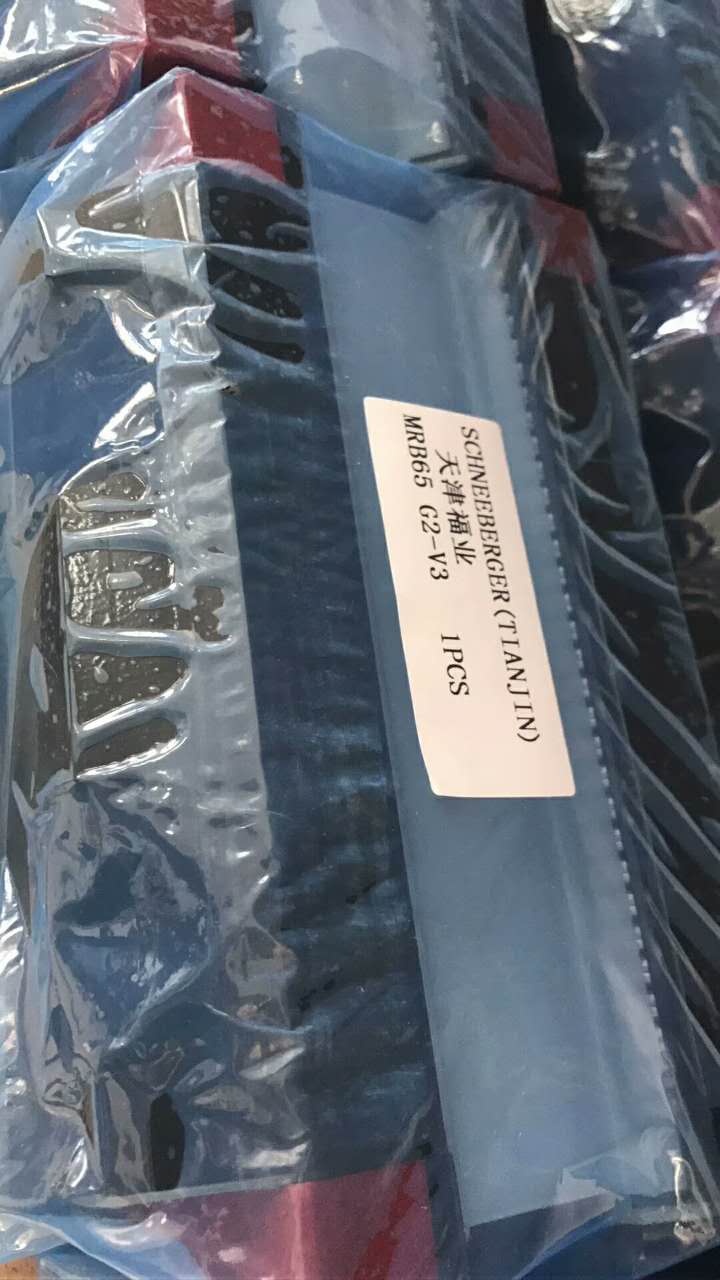 SCHNEEBERGER(TIANJIN)
天津福业
MRB65 G2-V3 1PCS